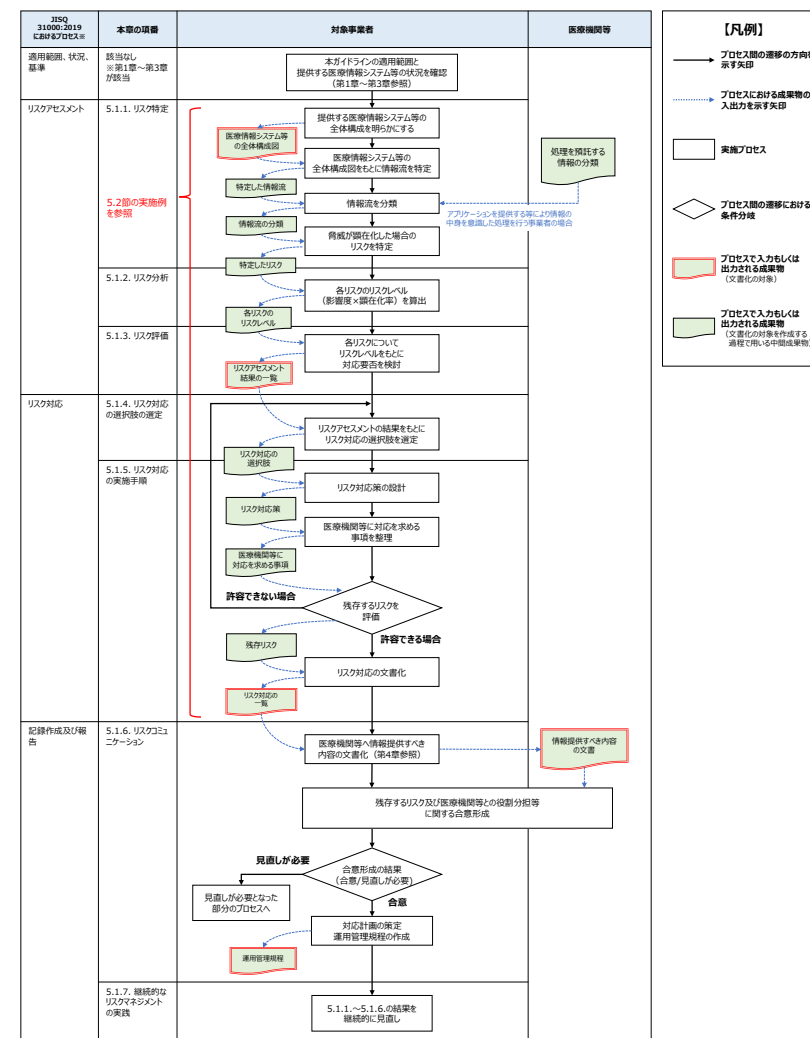 JISQ
31000:2019
におけるプロセス※
本章の項番
対象事業者
医療機関等
適用範囲、状況、
基準
該当なし
※第1章～第3章
が該当
本ガイドラインの適用範囲と
提供する医療情報システム等の状況を確認
（第1章～第3章参照）
リスクアセスメント
5.1.1. リスク特定
提供する医療情報システム等の
全体構成を明らかにする
医療情報システム等
の全体構成図
医療情報システム等の
全体構成図をもとに情報流を特定
処理を預託する
情報の分類
特定した情報流
5.2節の実施例
を参照
情報流を分類
アプリケーションを提供する等により情報の
中身を意識した処理を行う事業者の場合
情報流の分類
脅威が顕在化した場合の
リスクを特定
特定したリスク
5.1.2. リスク分析
各リスクのリスクレベル
（影響度×顕在化率）を算出
各リスクの
リスクレベル
5.1.3. リスク評価
各リスクについて
リスクレベルをもとに
対応要否を検討
リスクアセスメント
結果の一覧
リスク対応
5.1.4. リスク対応
の選択肢の選定
リスクアセスメントの結果をもとに
リスク対応の選択肢を選定
リスク対応の
選択肢
5.1.5. リスク対応
の実施手順
リスク対応策の設計
リスク対応策
医療機関等に対応を求める
事項を整理
医療機関等に
対応を求める事項
許容できない場合
残存するリスクを
評価
許容できる場合
残存リスク
リスク対応の文書化
リスク対応の
一覧
記録作成及び報
告
5.1.6. リスクコミュ
ニケーション
医療機関等へ情報提供すべき
内容の文書化（第4章参照）
情報提供すべき内容
の文書
残存するリスク及び医療機関等との役割分担等
に関する合意形成
見直しが必要
合意形成の結果
（合意/見直しが必要）
見直しが必要となった
部分のプロセスへ
合意
対応計画の策定
運用管理規程の作成
運用管理規程
5.1.7. 継続的な
リスクマネジメント
の実践
5.1.1.～5.1.6.の結果を
継続的に見直し
【凡例】
プロセス間の遷移の方向を
示す矢印
プロセスにおける成果物の
入出力を示す矢印
実施プロセス
プロセス間の遷移における
条件分岐
プロセスで入力もしくは
出力される成果物
（文書化の対象）
プロセスで入力もしくは
出力される成果物
（文書化の対象を作成する
過程で用いる中間成果物）